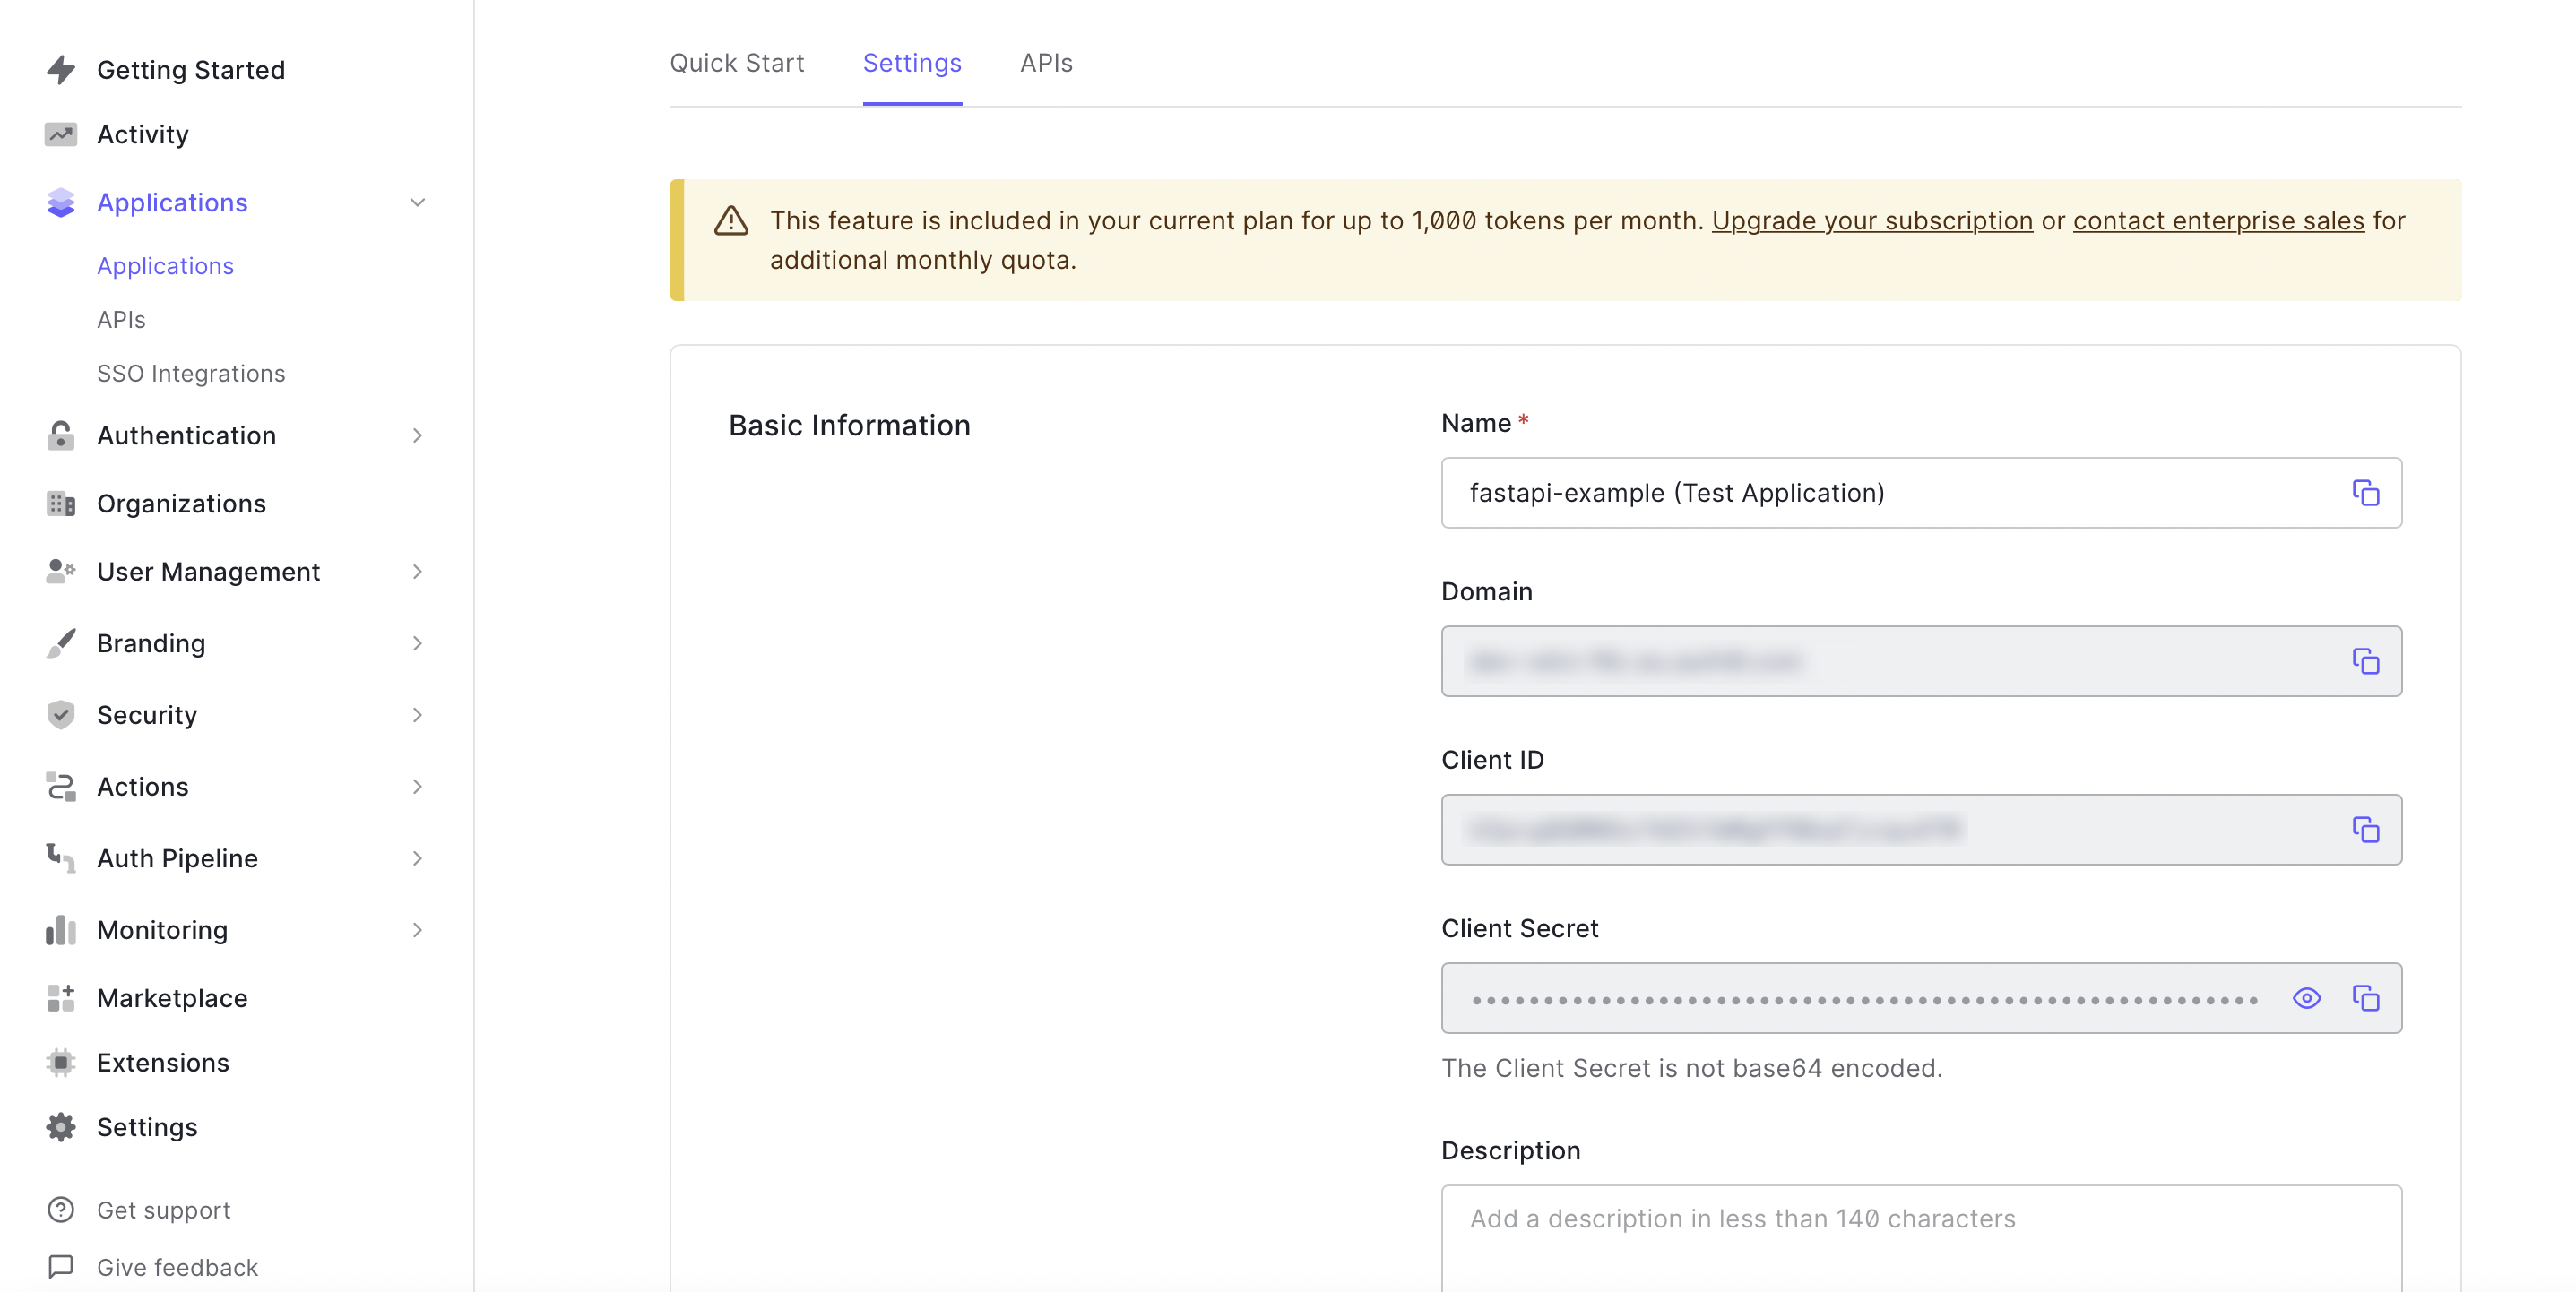 Getting Started
Activity
Applications
Applications
APIs
SSO Integrations
Authentication
Organizations
User Management
Branding
Security
Actions
Auth Pipeline
Monitoring
Marketplace
Extensions
Settings
Get support
Give feedback
Quick Start Settings APIs
This feature is included in your current plan for up to 1,000 tokens per month. Upgrade your subscription or contact enterprise sales for
additional monthly quota.
Basic Information
Name *
fastapi-example (Test Application)
Domain
Client ID
Client Secret
The Client Secret is not base64 encoded.
Description
Add a description in less than 140 characters